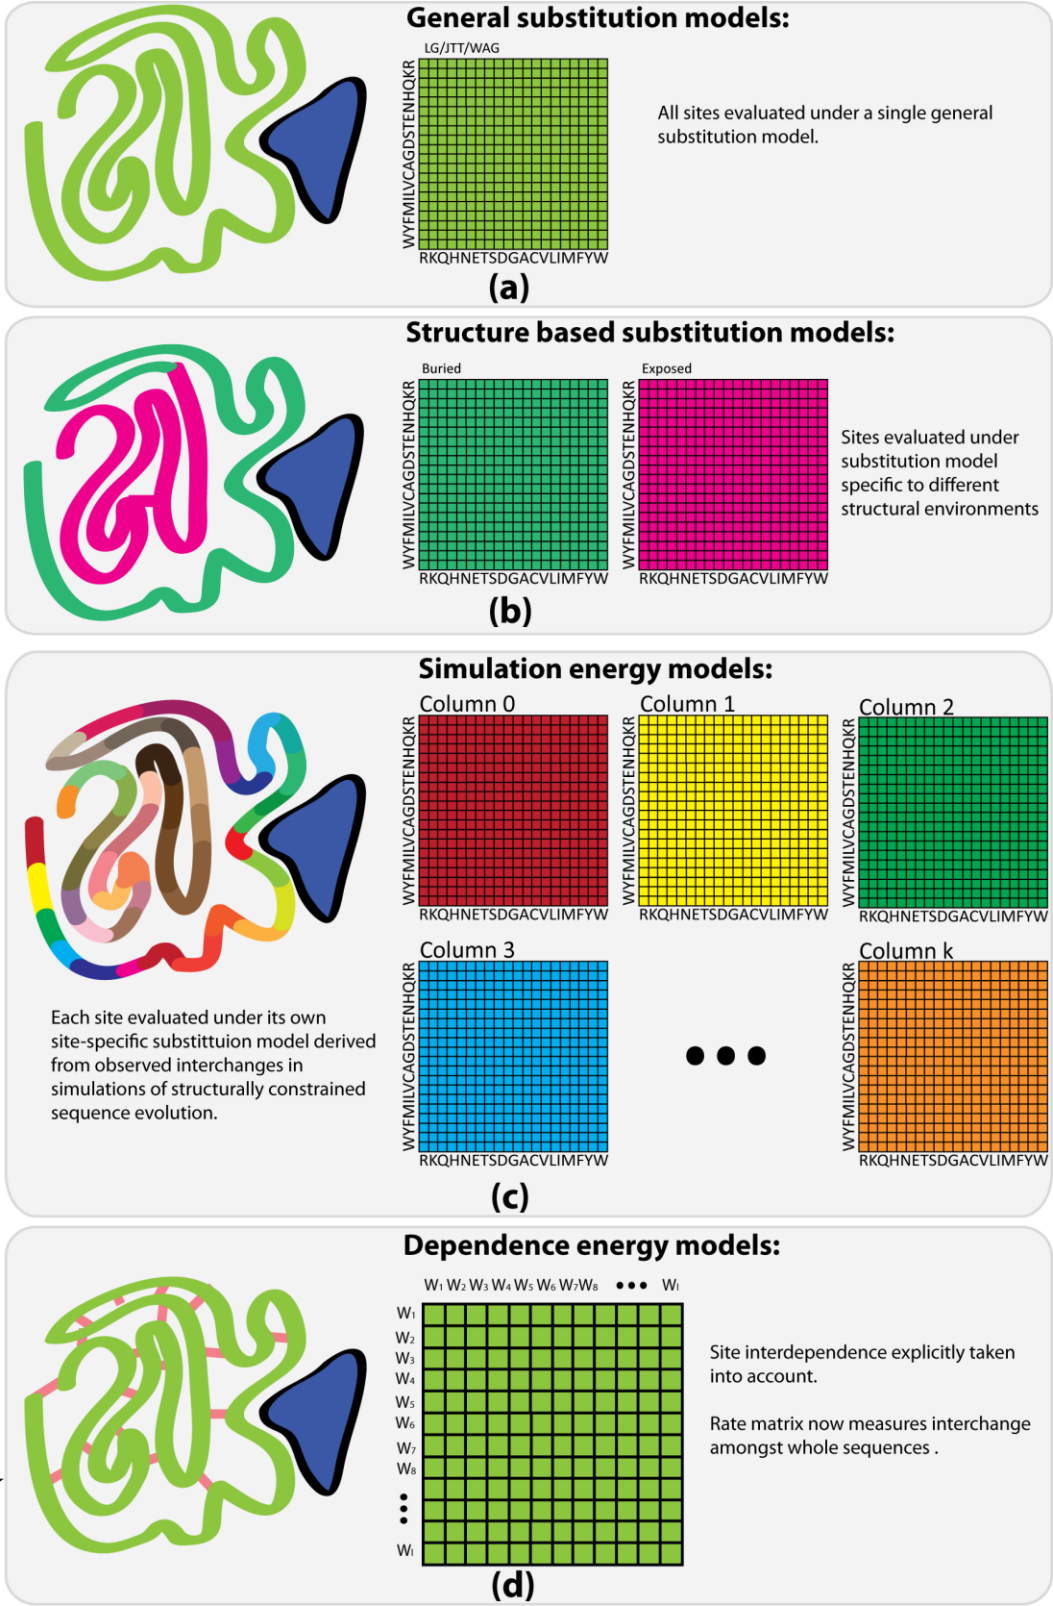 General substitution models:
LG/JTT/WAG
WYFMILVCAGDSTENHQKR
RKQHNETSDGACVLIMFYW
All sites evaluated under a single general
substitution model.
(a)
Structure based substitution models:
Buried
WYFMILVCAGDSTENHQKR
RKQHNETSDGACVLIMFYW
Exposed
WYFMILVCAGDSTENHQKR
RKQHNETSDGACVLIMFYW
Sites evaluated under
substitution model
specific to different
structural environments
(b)
Simulation energy models:
Column 0
WYFMILVCAGDSTENHQKR
RKQHNETSDGACVLIMFYW
Column 1
WYFMILVCAGDSTENHQKR
RKQHNETSDGACVLIMFYW
Column 2
WYFMILVCAGDSTENHQKR
RKQHNETSDGACVLIMFYW
Column 3
WYFMILVCAGDSTENHQKR
RKQHNETSDGACVLIMFYW
●●●
Column k
WYFMILVCAGDSTENHQKR
RKQHNETSDGACVLIMFYW
Each site evaluated under its own
site-specific substittuion model derived
from observed interchanges in
simulations of structurally constrained
sequence evolution.
(c)
Dependence energy models:
W₁ W₂ W₃ W₄ W₅ W₆ W₇ W₈ ●●● Wₗ
W₁
W₂
W₃
W₄
W₅
W₆
W₇
W₈
●●●
Wₗ
Site interdependence explicitly taken
into account.
Rate matrix now measures interchange
amongst whole sequences .
(d)